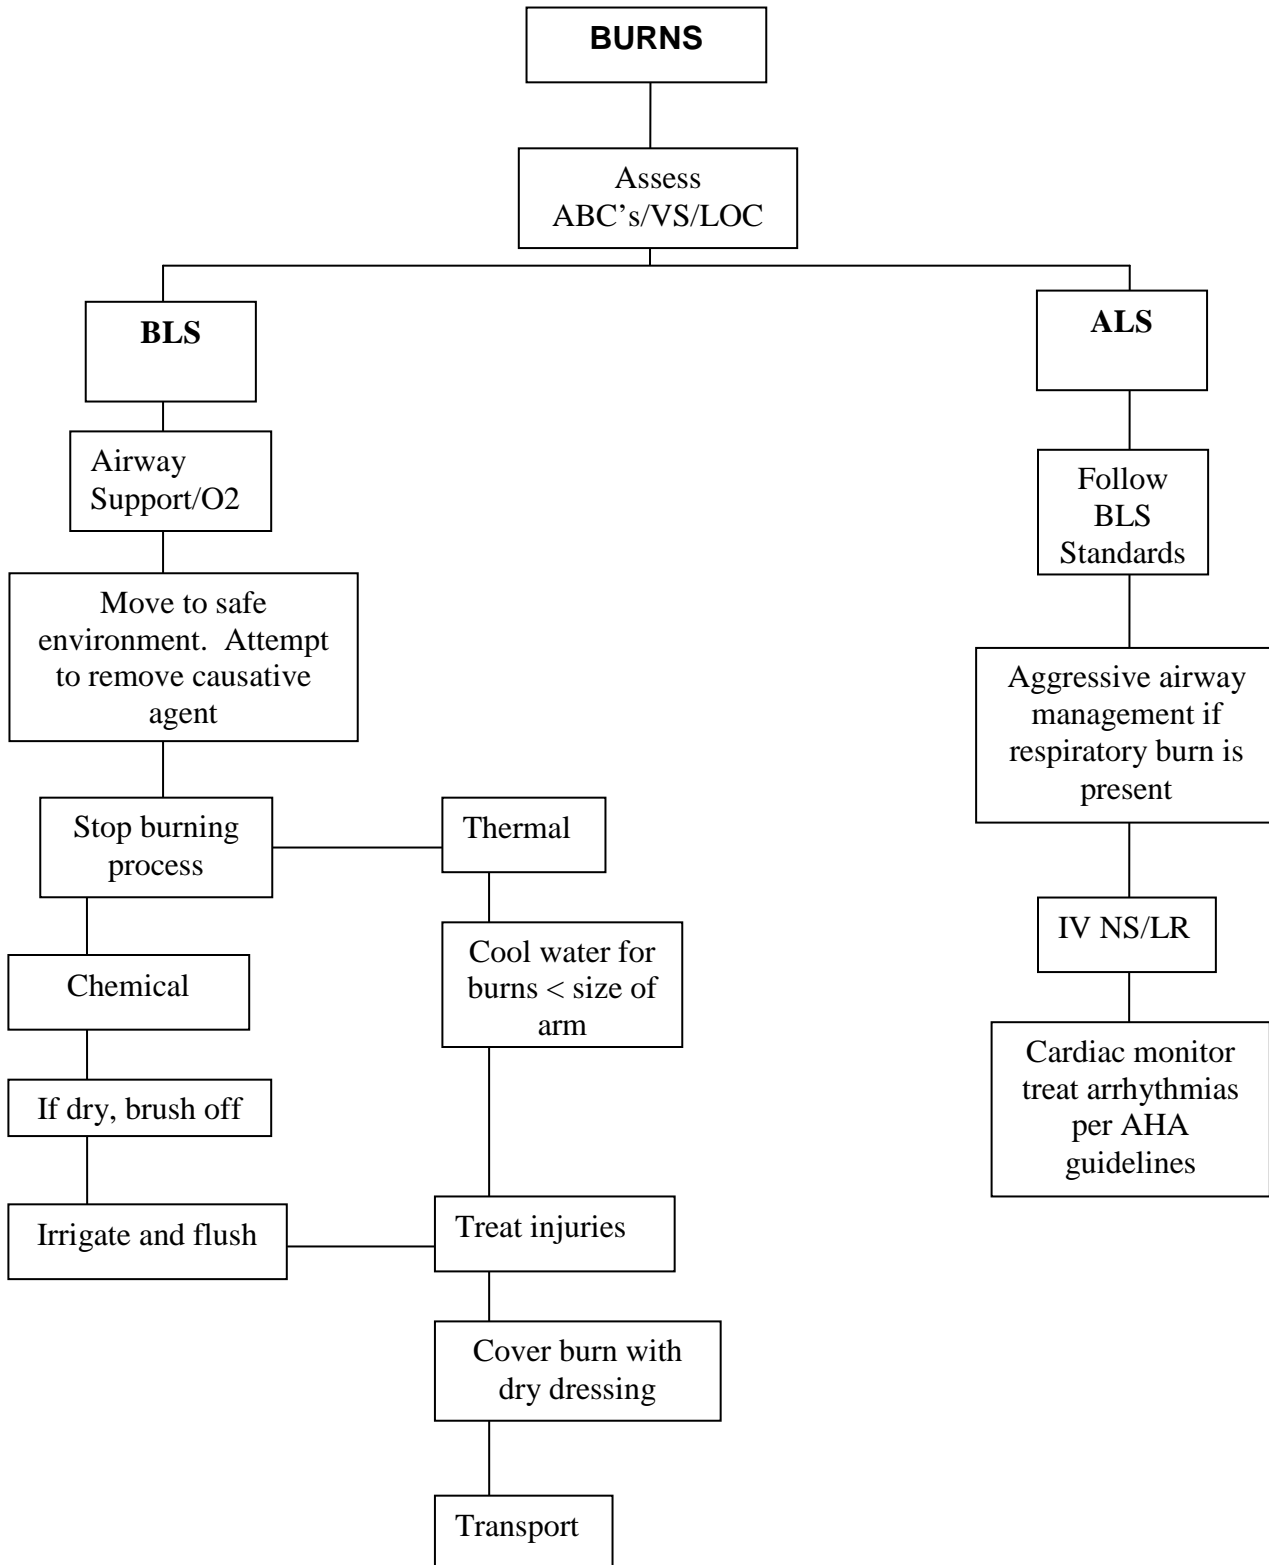 BURNS
Assess
ABC’s/VS/LOC
BLS
Airway
Support/O2
Move to safe
environment.  Attempt
to remove causative
agent
Stop burning
process
Chemical
If dry, brush off
Irrigate and flush
Thermal
Cool water for
burns < size of
arm
Treat injuries
Cover burn with
dry dressing
Transport
ALS
Follow
BLS
Standards
Aggressive airway
management if
respiratory burn is
present
IV NS/LR
Cardiac monitor
treat arrhythmias
per AHA
guidelines